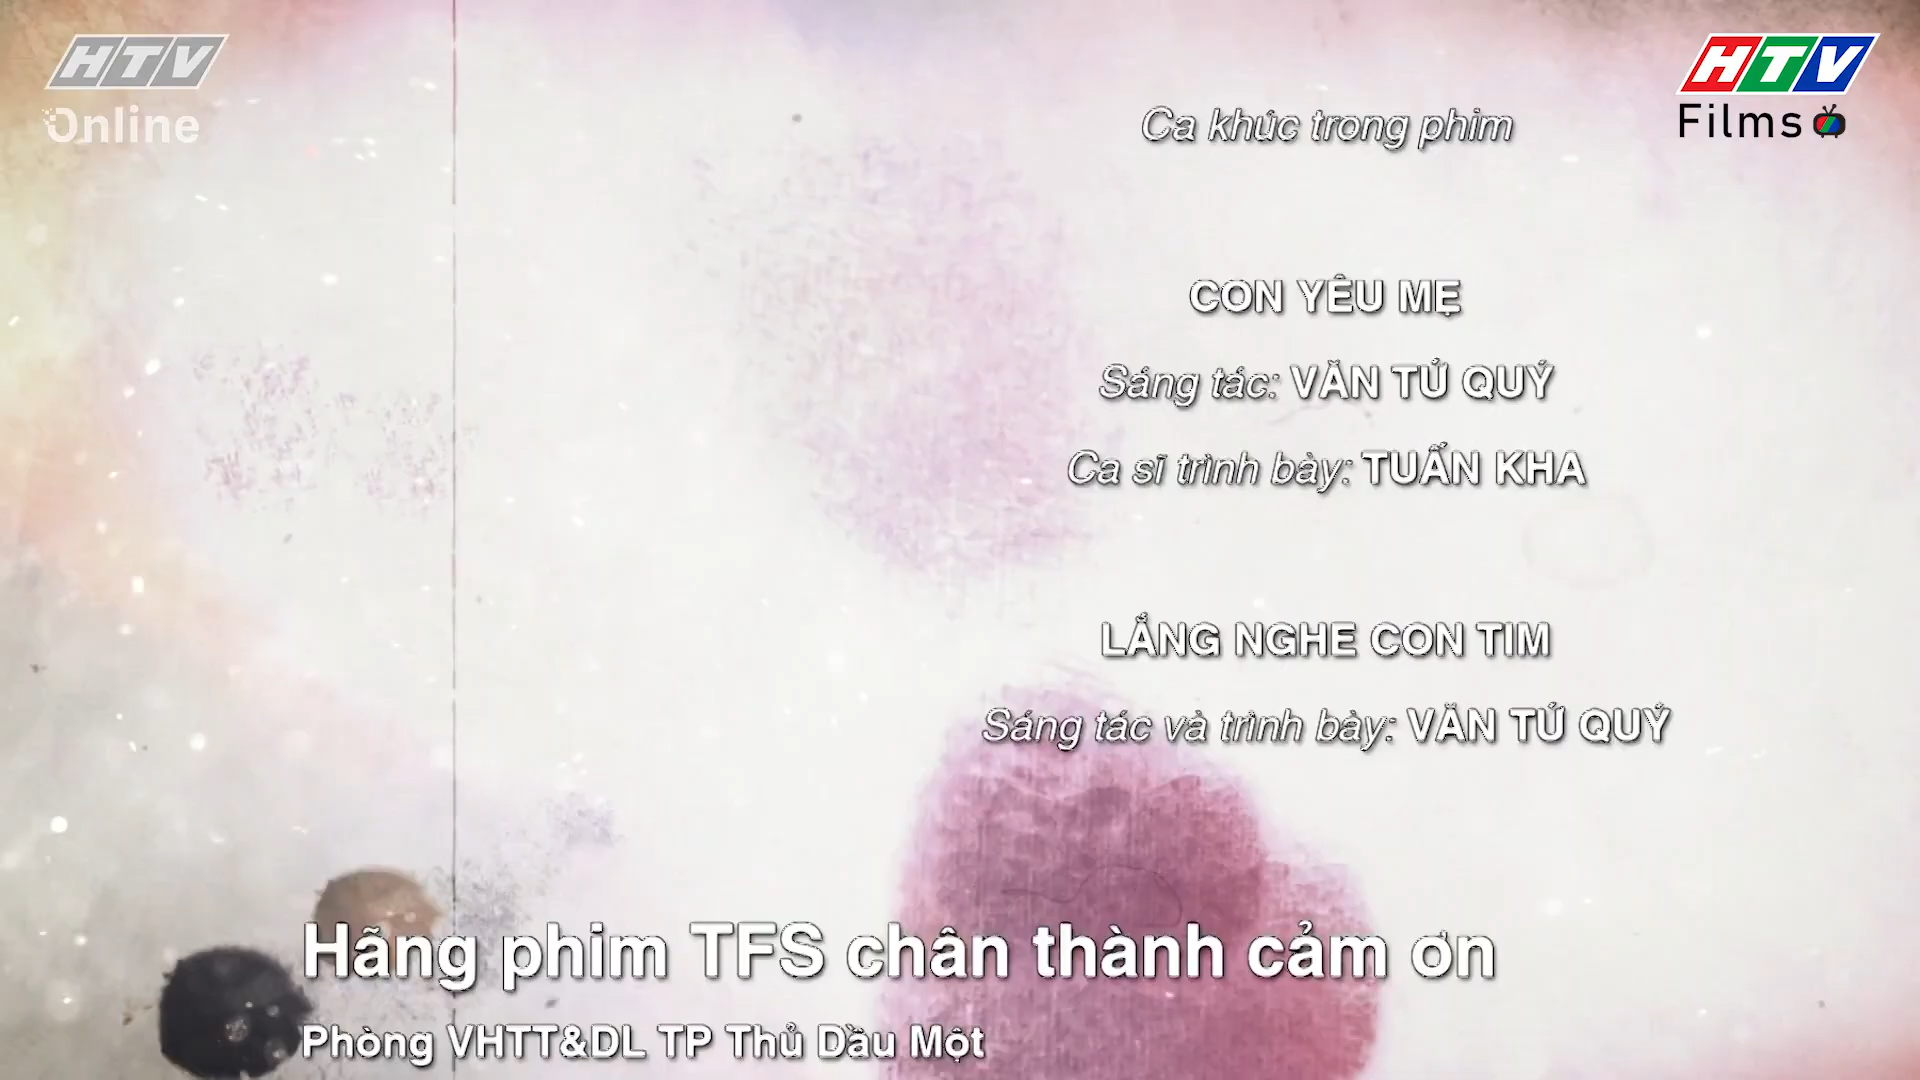 HTV
Online
HTV
Films
Ca khúc trong phim
CON YÊU MẸ
Sáng tác: VĂN TỬ QUÝ
Ca sĩ trình bày: TUẤN KHA
LẮNG NGHE CON TIM
Sáng tác và trình bày: VĂN TỬ QUÝ
Hãng phim TFS chân thành cảm ơn
Phòng VHTT&DL TP Thủ Dầu Một